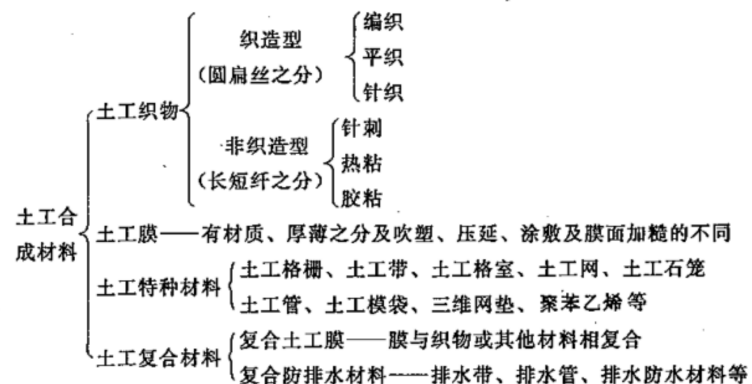 土工合成材料
土工织物
织造型
(圆扁丝之分)
编织
平织
针织
非织造型
(长短纤之分)
针刺
热粘
胶粘
土工膜——有材质、厚薄之分及吹塑、压延、涂敷及膜面加糙的不同
土工特种材料
土工格栅、土工带、土工格室、土工网、土工石笼
土工管、土工模袋、三维网垫、聚苯乙烯等
土工复合材料
复合土工膜——膜与织物或其他材料相复合
复合防排水材料——排水带、排水管、排水防水材料等